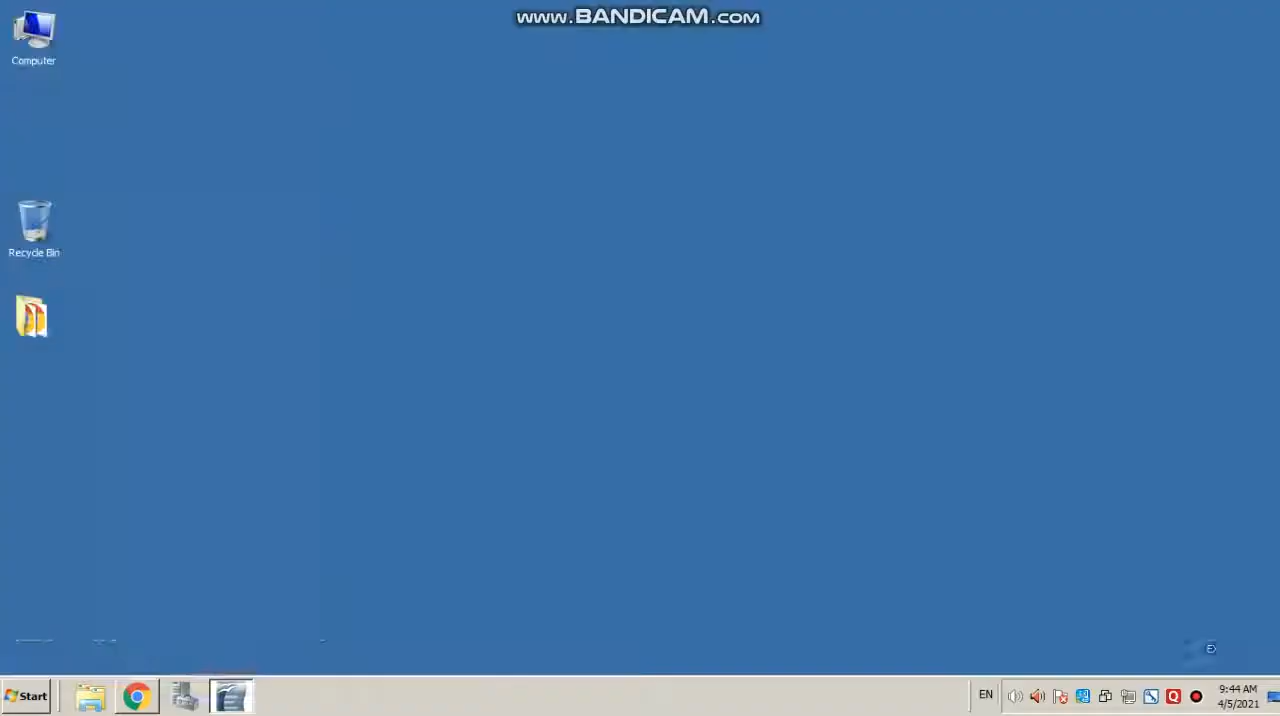 www.BANDICAM.com
Computer
Recycle Bin
Start
EN
9:44 AM
4/5/2021